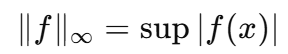 ‖f‖∞ = sup |f(x)|